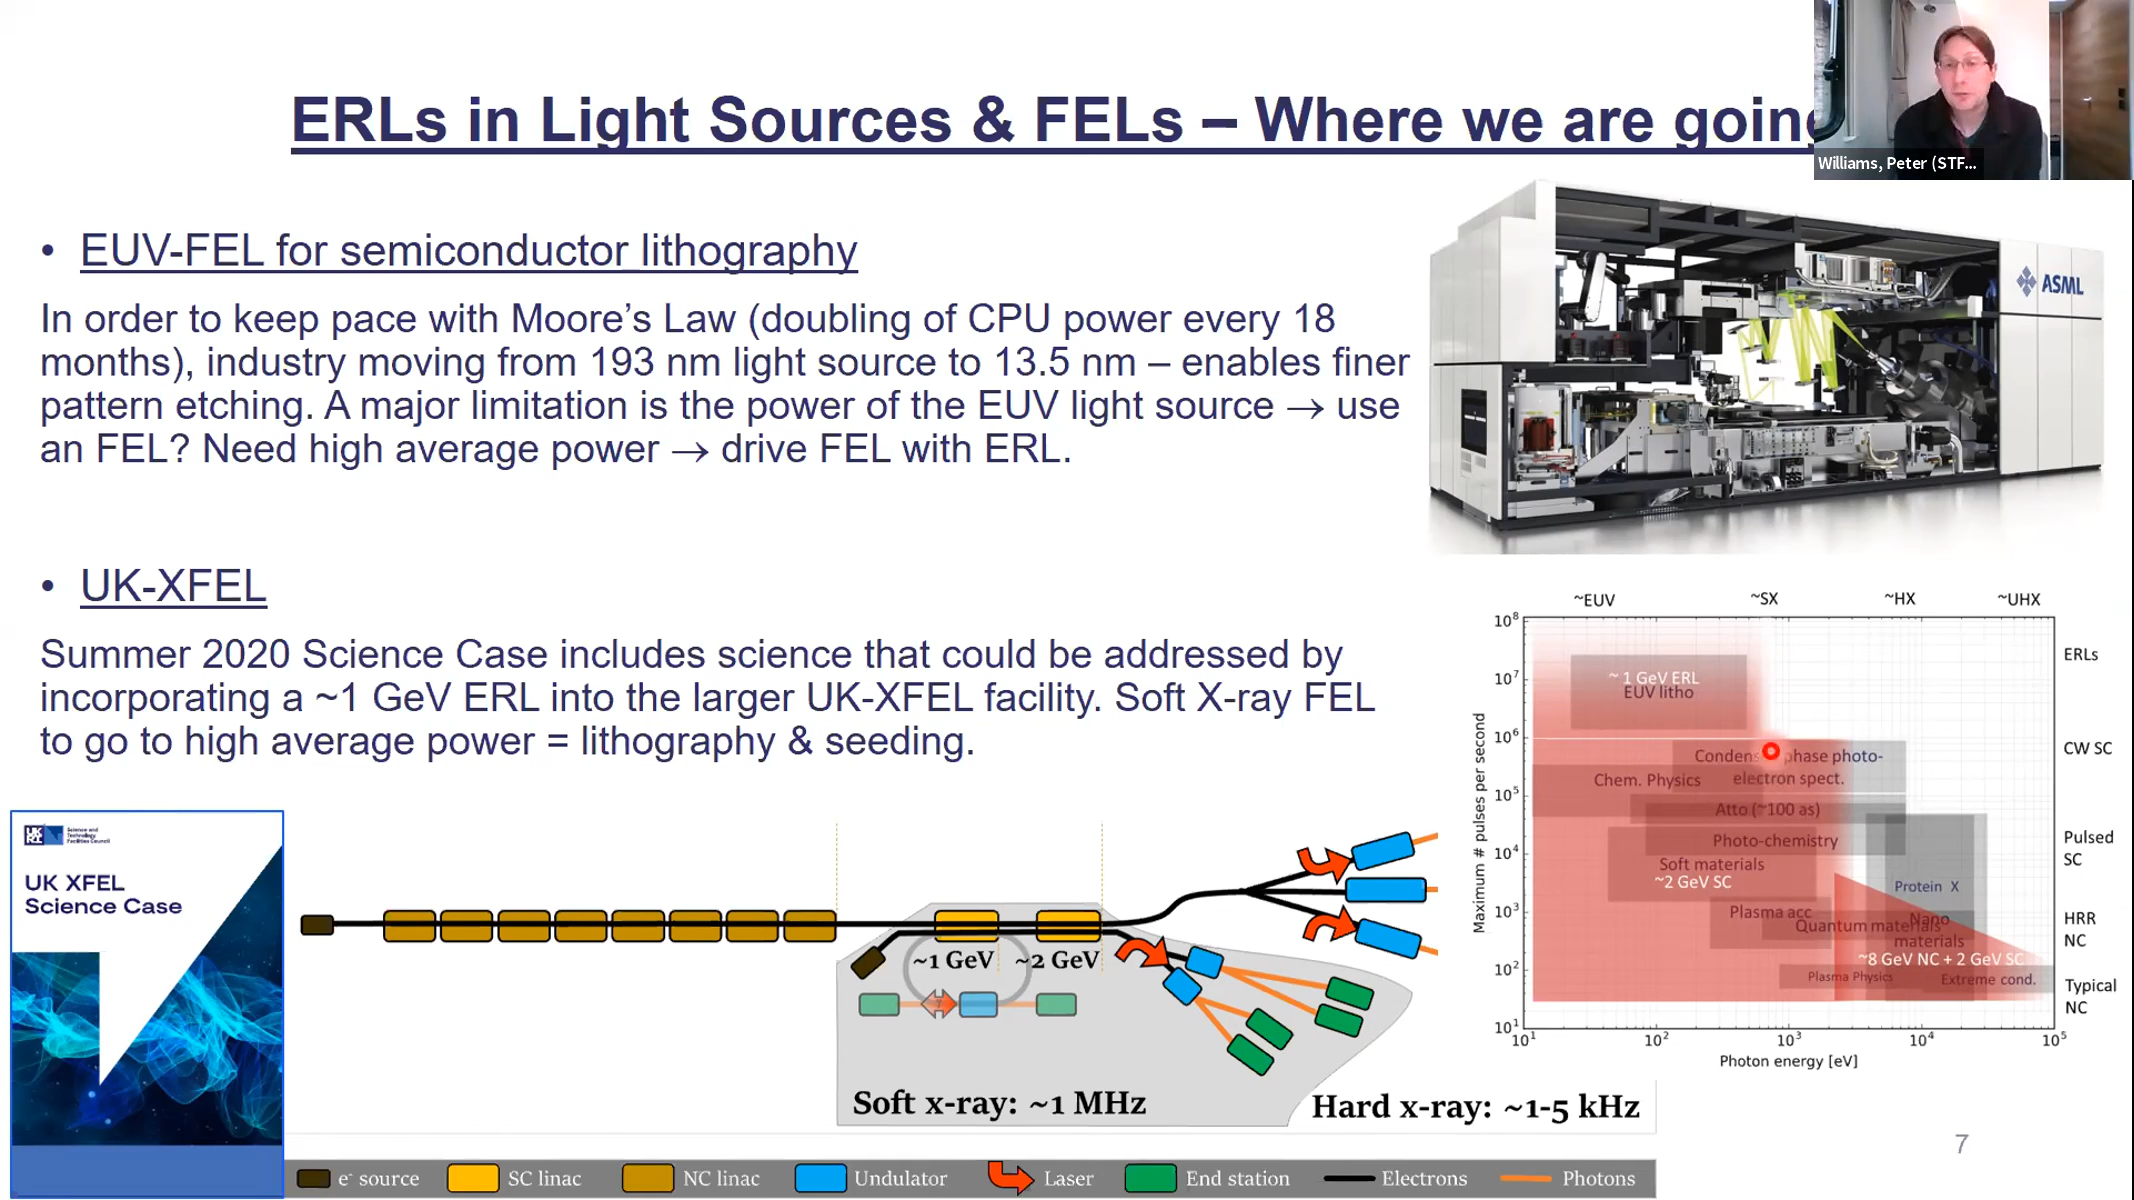 ERLs in Light Sources & FELs – Where we are going
Williams, Peter (STF...
• EUV-FEL for semiconductor lithography
In order to keep pace with Moore's Law (doubling of CPU power every 18
months), industry moving from 193 nm light source to 13.5 nm – enables finer
pattern etching. A major limitation is the power of the EUV light source → use
an FEL? Need high average power → drive FEL with ERL.
ASML
• UK-XFEL
Summer 2020 Science Case includes science that could be addressed by
incorporating a ~1 GeV ERL into the larger UK-XFEL facility. Soft X-ray FEL
to go to high average power = lithography & seeding.
UKRI
Science and
Technology
Facilities Council
UK XFEL
Science Case
~1 GeV
~2 GeV
Soft x-ray: ~1 MHz
Hard x-ray: ~1-5 kHz
e⁻ source
SC linac
NC linac
Undulator
Laser
End station
Electrons
Photons
~EUV
~SX
~HX
~UHX
Maximum # pulses per second
10⁸
10⁷
10⁶
10⁵
10⁴
10³
10²
10¹
ERLs
CW SC
Pulsed
SC
HRR
NC
Typical
NC
~ 1 GeV ERL
EUV litho
Condens phase photo-
electron spect.
Chem. Physics
Atto (~100 as)
Photo-chemistry
Soft materials
~2 GeV SC
Protein X
Plasma acc
Quantum materials
Nano
materials
~8 GeV NC + 2 GeV SC
Plasma Physics
Extreme cond.
10¹
10²
10³
10⁴
10⁵
Photon energy [eV]
7